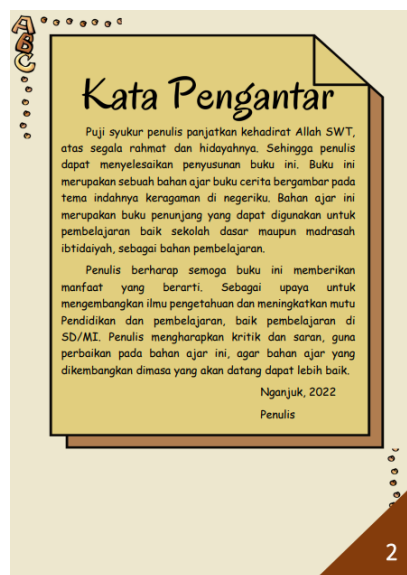 ABC
Kata Pengantar
Puji syukur penulis panjatkan kehadirat Allah SWT,
atas segala rahmat dan hidayahnya. Sehingga penulis
dapat menyelesaikan penyusunan buku ini. Buku ini
merupakan sebuah bahan ajar buku cerita bergambar pada
tema indahnya keragaman di negeriku. Bahan ajar ini
merupakan buku penunjang yang dapat digunakan untuk
pembelajaran baik sekolah dasar maupun madrasah
ibtidaiyah, sebagai bahan pembelajaran.
Penulis berharap semoga buku ini memberikan
manfaat yang berarti. Sebagai upaya untuk
mengembangkan ilmu pengetahuan dan meningkatkan mutu
Pendidikan dan pembelajaran, baik pembelajaran di
SD/MI. Penulis mengharapkan kritik dan saran, guna
perbaikan pada bahan ajar ini, agar bahan ajar yang
dikembangkan dimasa yang akan datang dapat lebih baik.
Nganjuk, 2022
Penulis
2